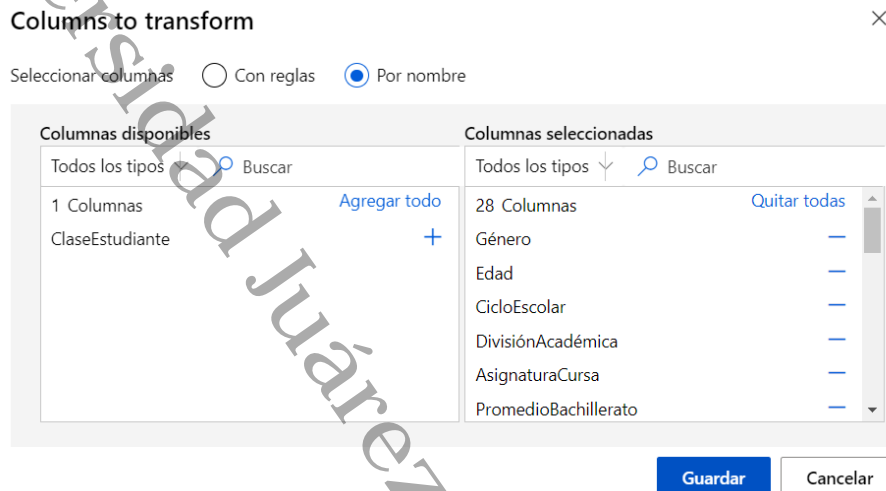 Columns to transform
Seleccionar columnas Con reglas Por nombre
Columnas disponibles
Todos los tipos Buscar
1 Columnas Agregar todo
ClaseEstudiante
Columnas seleccionadas
Todos los tipos Buscar
28 Columnas Quitar todas
Género
Edad
CicloEscolar
DivisiónAcadémica
AsignaturaCursa
PromedioBachillerato
Guardar Cancelar
rsidad Juárez